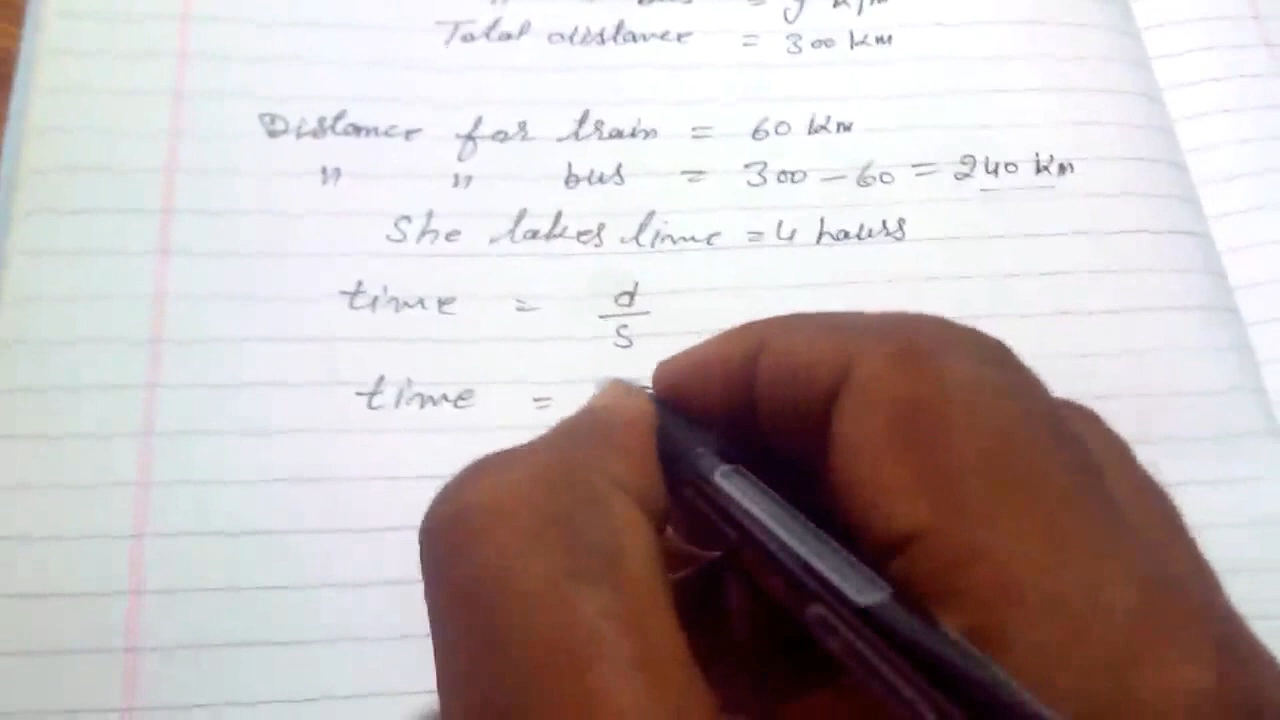 = y km
Total distance = 300 km
Distance for train = 60 km
" " bus = 300 - 60 = 240 km
She takes time = 4 hours
time = d/s
time =